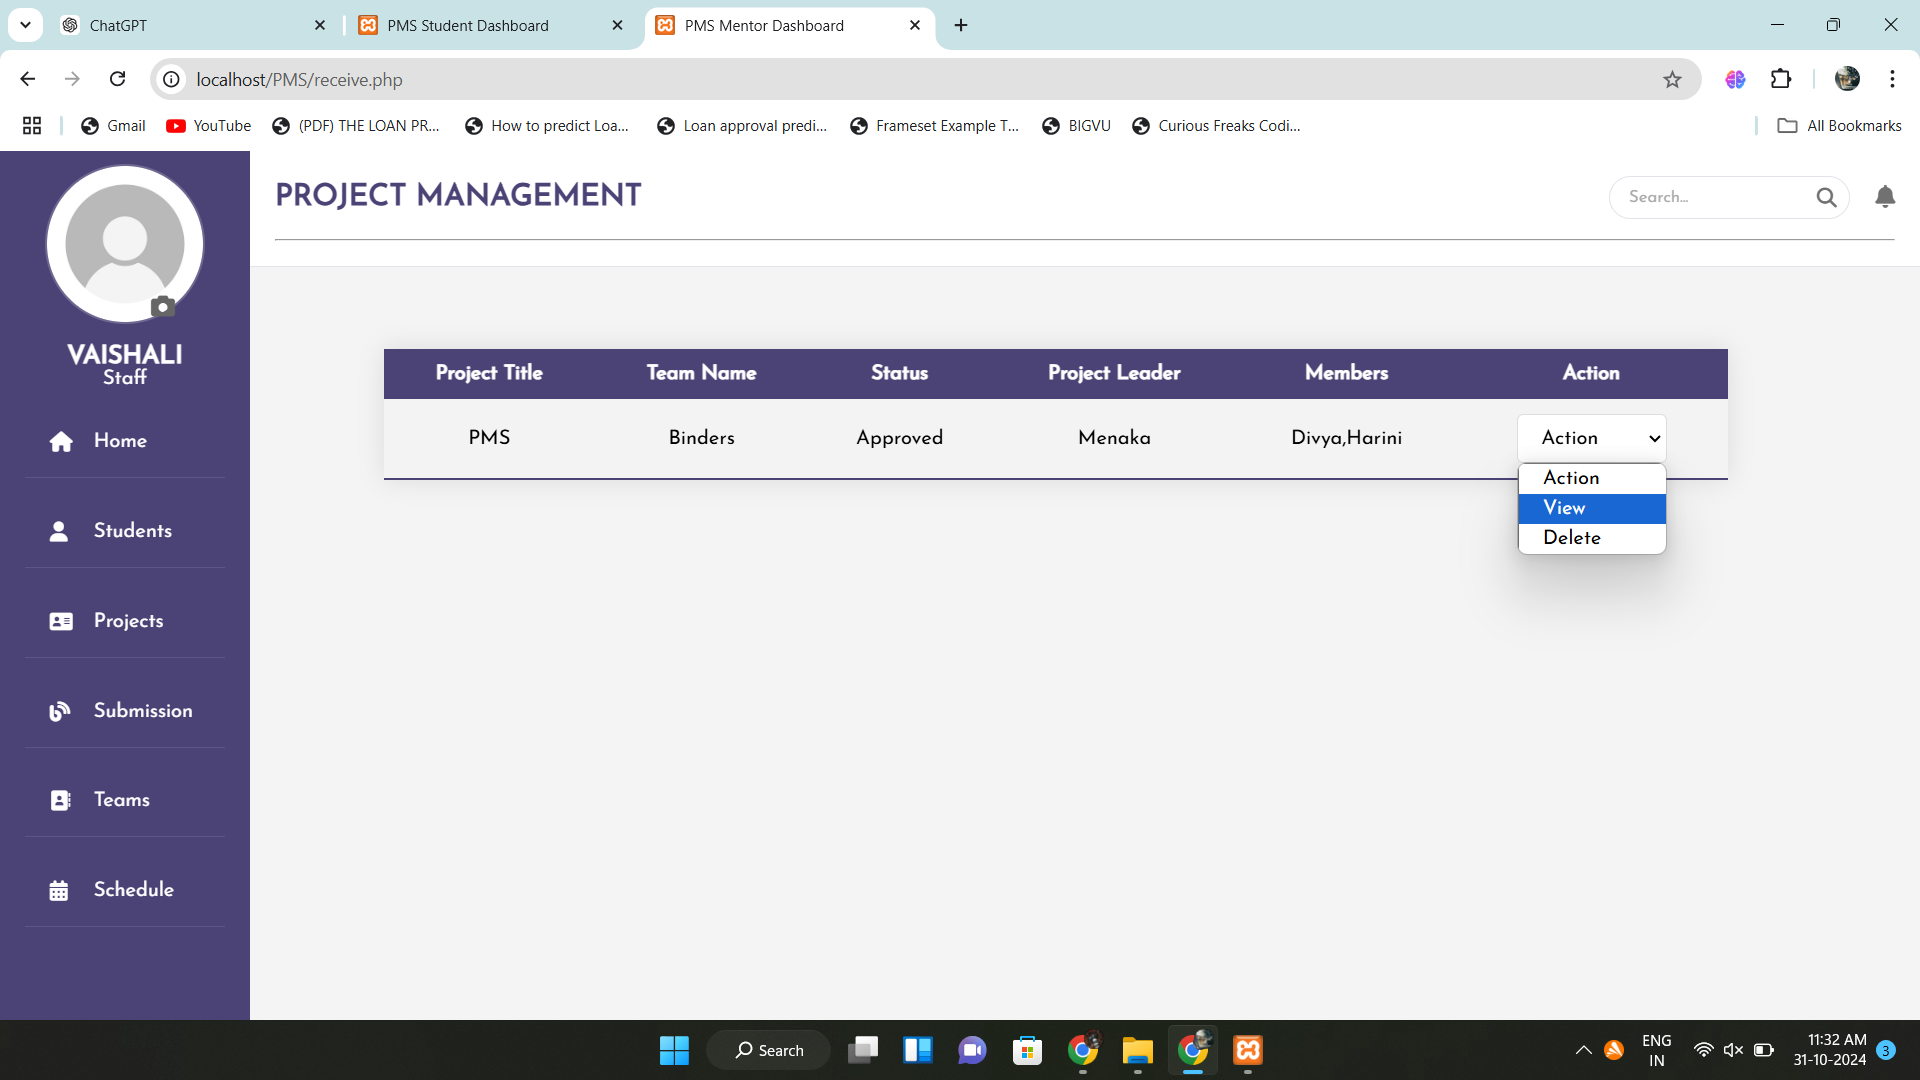 ChatGPT
PMS Student Dashboard
PMS Mentor Dashboard
localhost/PMS/receive.php
Gmail
YouTube
(PDF) THE LOAN PR...
How to predict Loa...
Loan approval predi...
Frameset Example T...
BIGVU
Curious Freaks Codi...
All Bookmarks
VAISHALI
Staff
Home
Students
Projects
Submission
Teams
Schedule
PROJECT MANAGEMENT
Search...
Project Title Team Name Status Project Leader Members Action
PMS Binders Approved Menaka Divya,Harini Action
Action
View
Delete
Search
ENG
IN
11:32 AM
31-10-2024
3